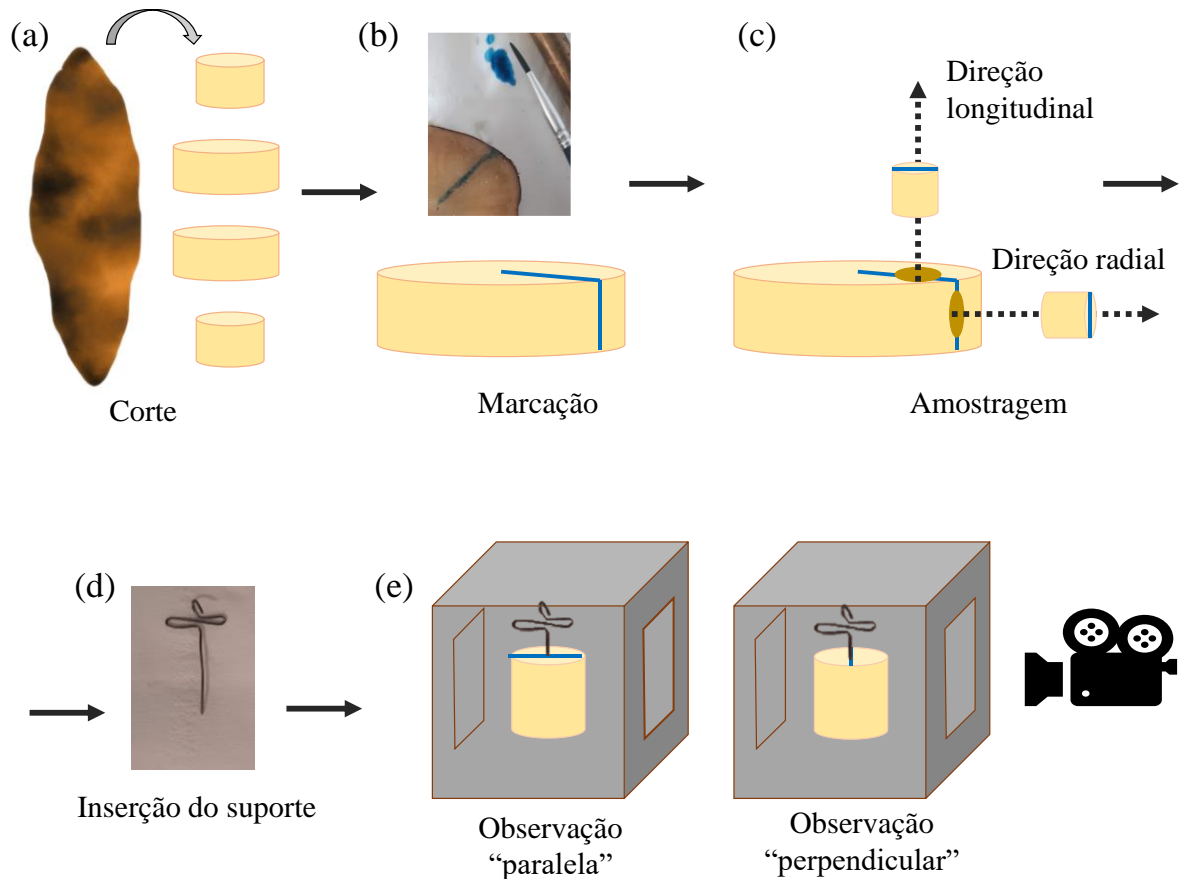 (a)
Corte
(b)
Marcação
(c)
Direção
longitudinal
Direção radial
Amostragem
(d)
Inserção do suporte
(e)
Observação
“paralela”
Observação
“perpendicular”